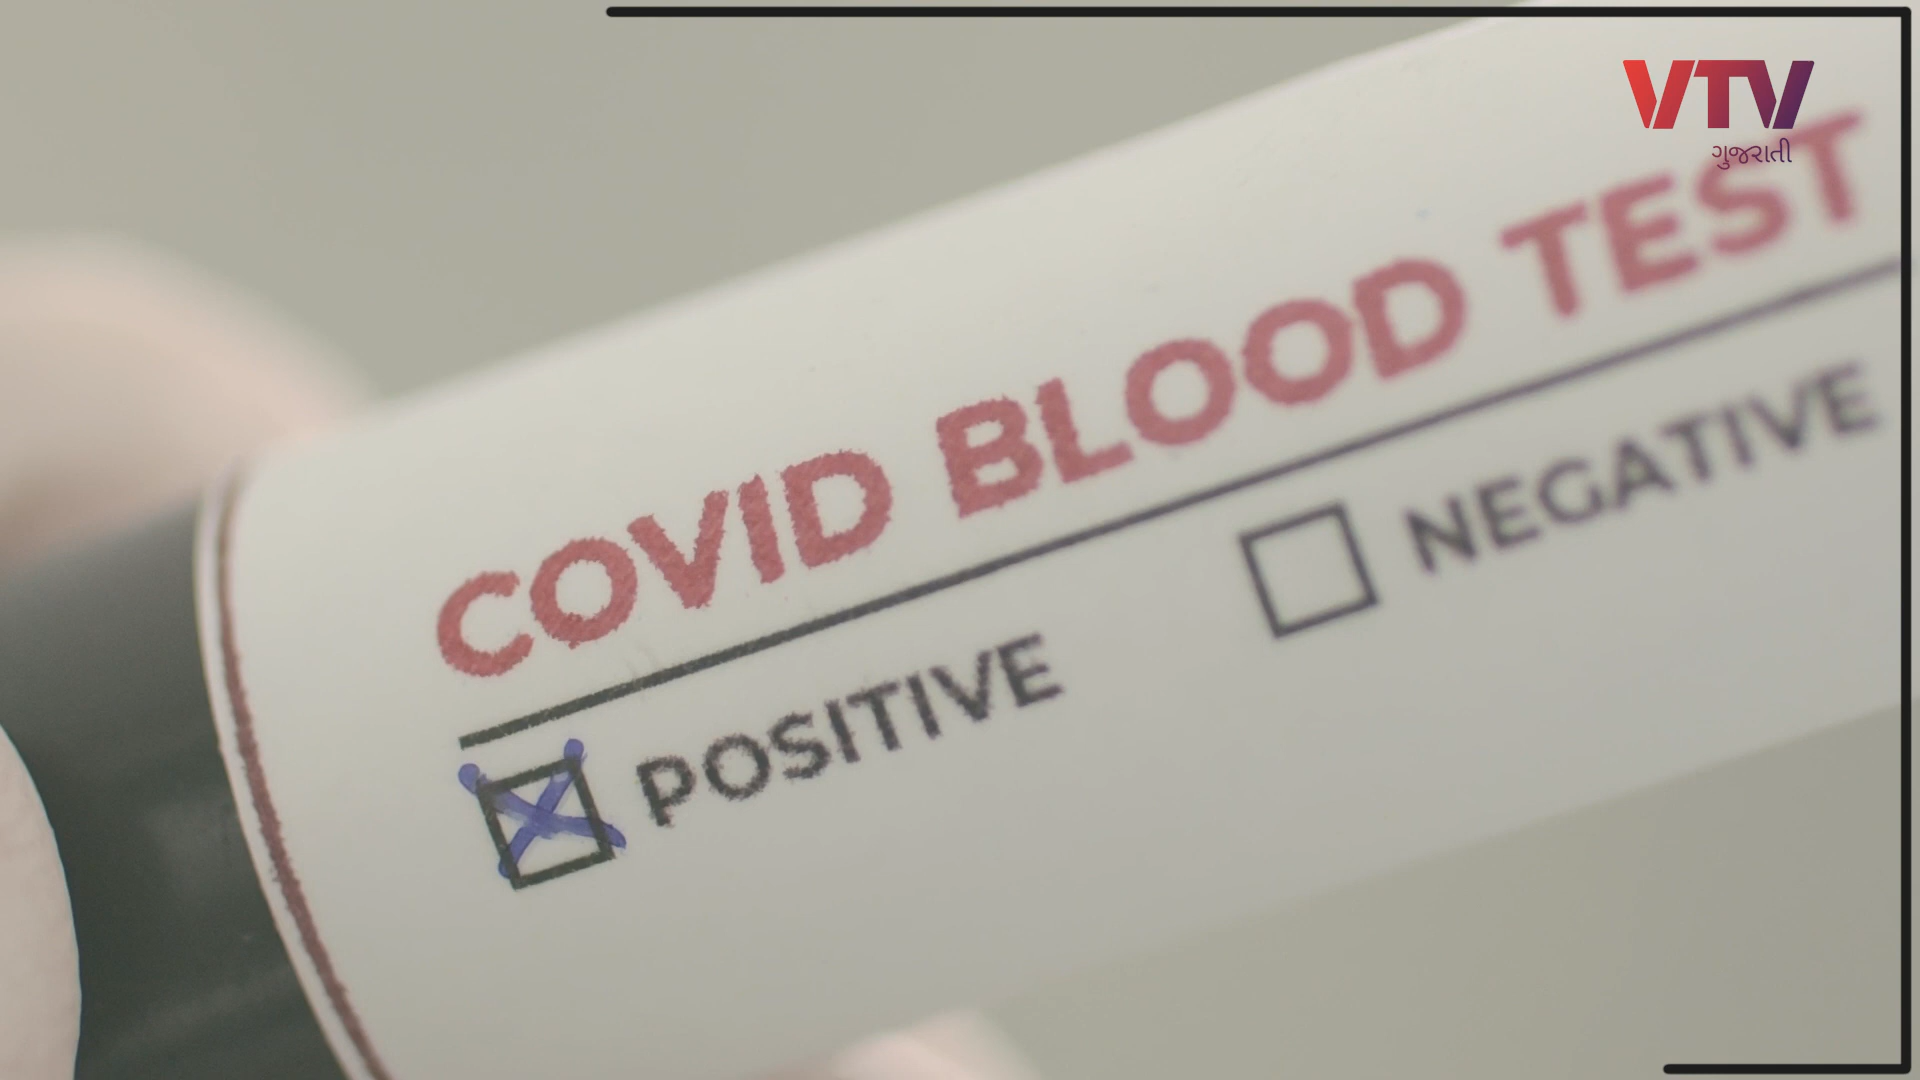 VTV
ગુજરાતી
COVID BLOOD TEST
POSITIVE
NEGATIVE